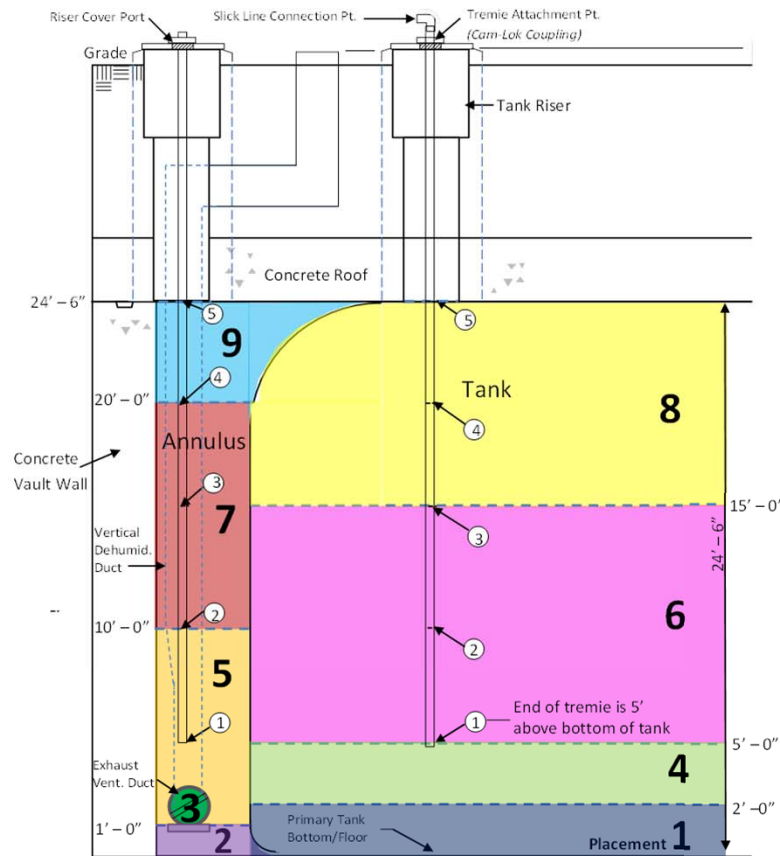 Riser Cover Port
Slick Line Connection Pt.
Tremie Attachment Pt.
(Cam-Lok Coupling)
Grade
Tank Riser
Concrete Roof
24' – 6"
5
5
9
20' – 0"
4
Tank
8
4
Annulus
Concrete
Vault Wall
3
15' – 0"
7
3
24' – 6"
Vertical
Dehumid.
Duct
10' – 0"
2
6
2
5
1
1
End of tremie is 5'
above bottom of tank
5' – 0"
Exhaust
Vent. Duct
4
3
2' – 0"
1' – 0"
2
Primary Tank
Bottom/Floor
Placement 1